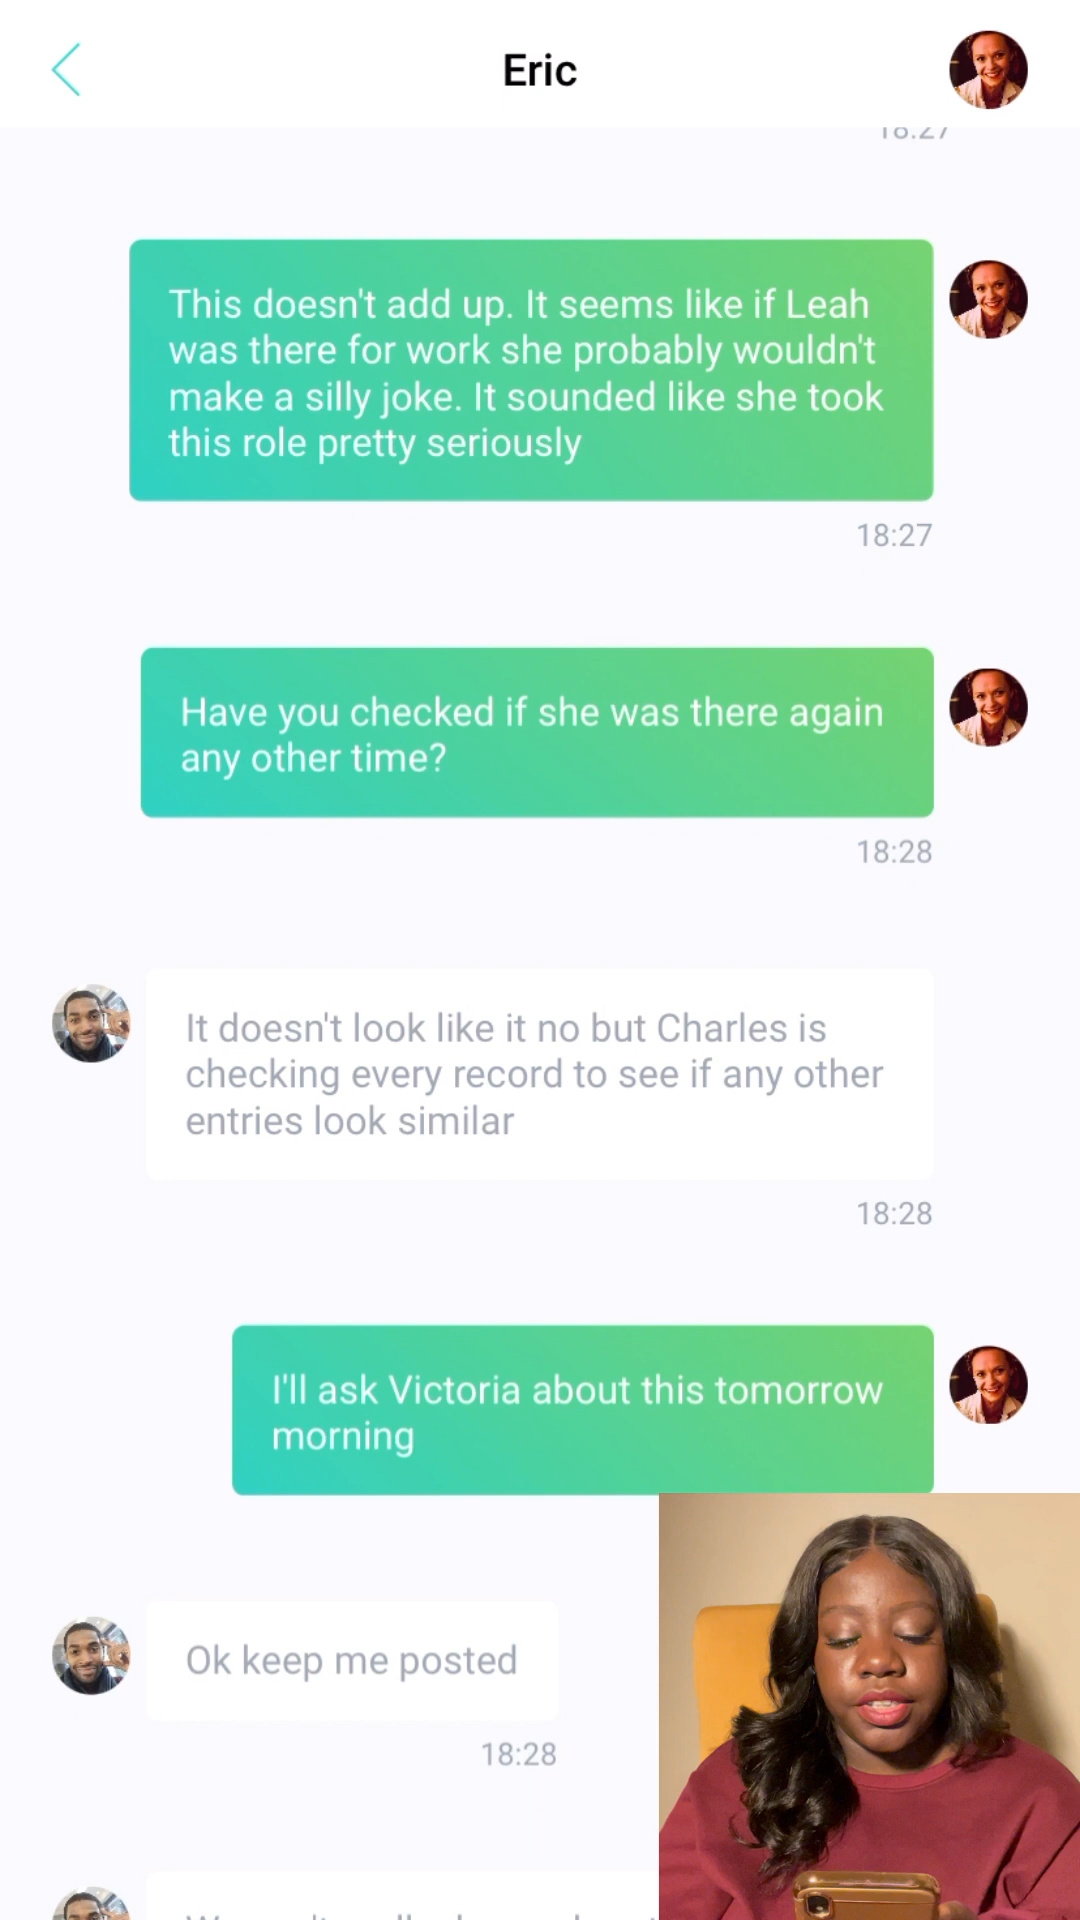 Eric
18:27
This doesn't add up. It seems like if Leah
was there for work she probably wouldn't
make a silly joke. It sounded like she took
this role pretty seriously
18:27
Have you checked if she was there again
any other time?
18:28
It doesn't look like it no but Charles is
checking every record to see if any other
entries look similar
18:28
I'll ask Victoria about this tomorrow
morning
Ok keep me posted
18:28